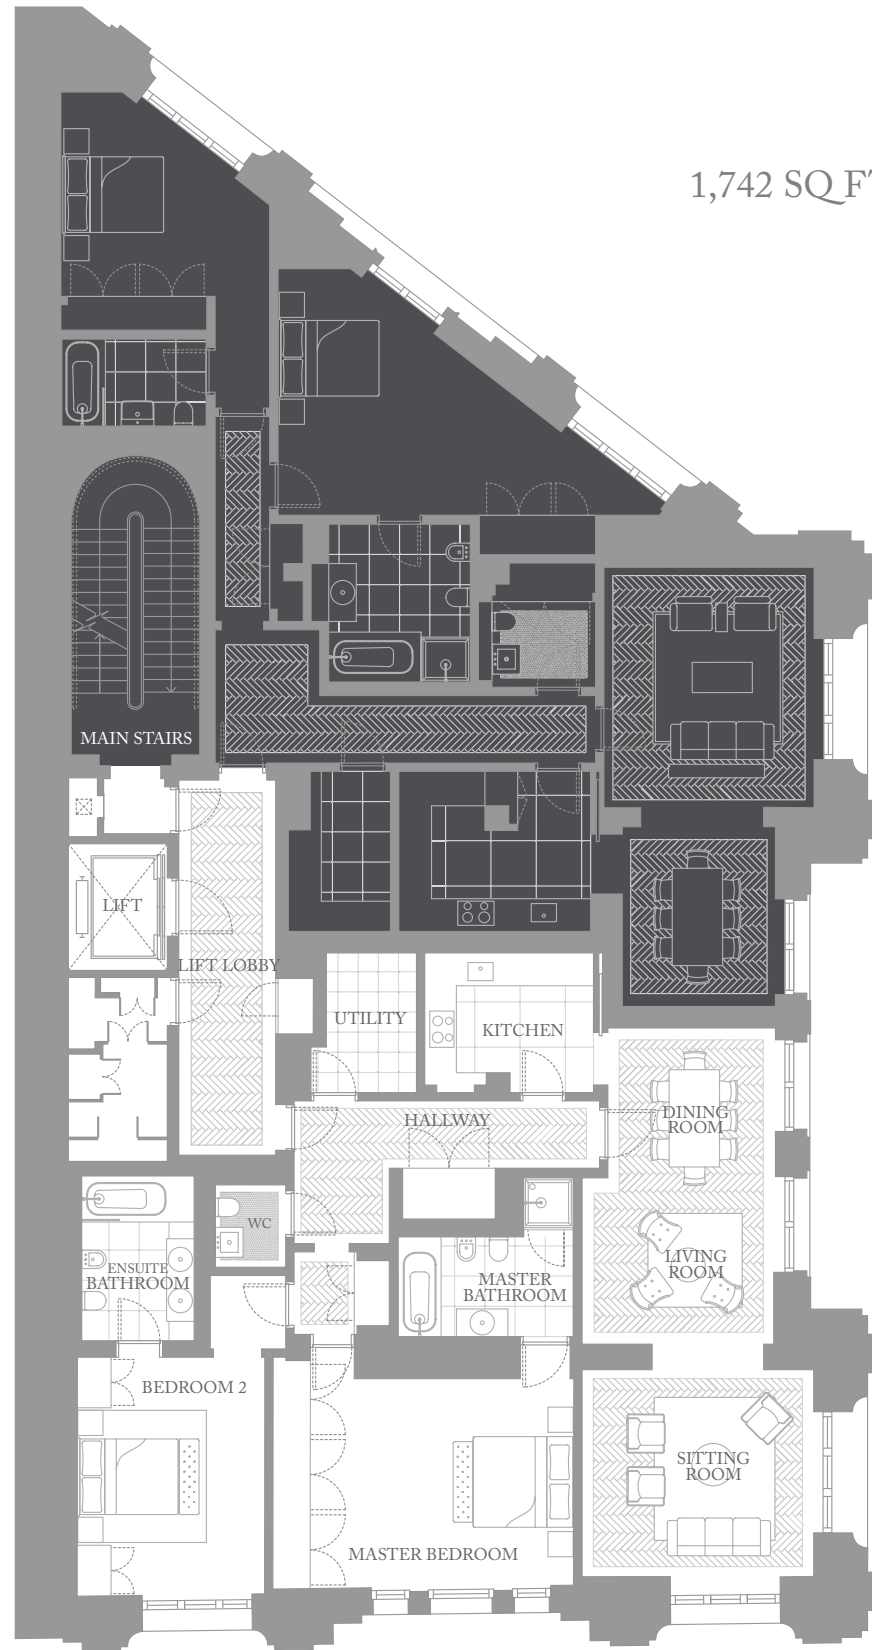 1,742 SQ FT
MAIN STAIRS
LIFT
LIFT LOBBY
UTILITY
KITCHEN
HALLWAY
DINING
ROOM
WC
LIVING
ROOM
ENSUITE
BATHROOM
MASTER
BATHROOM
BEDROOM 2
SITTING
ROOM
MASTER BEDROOM